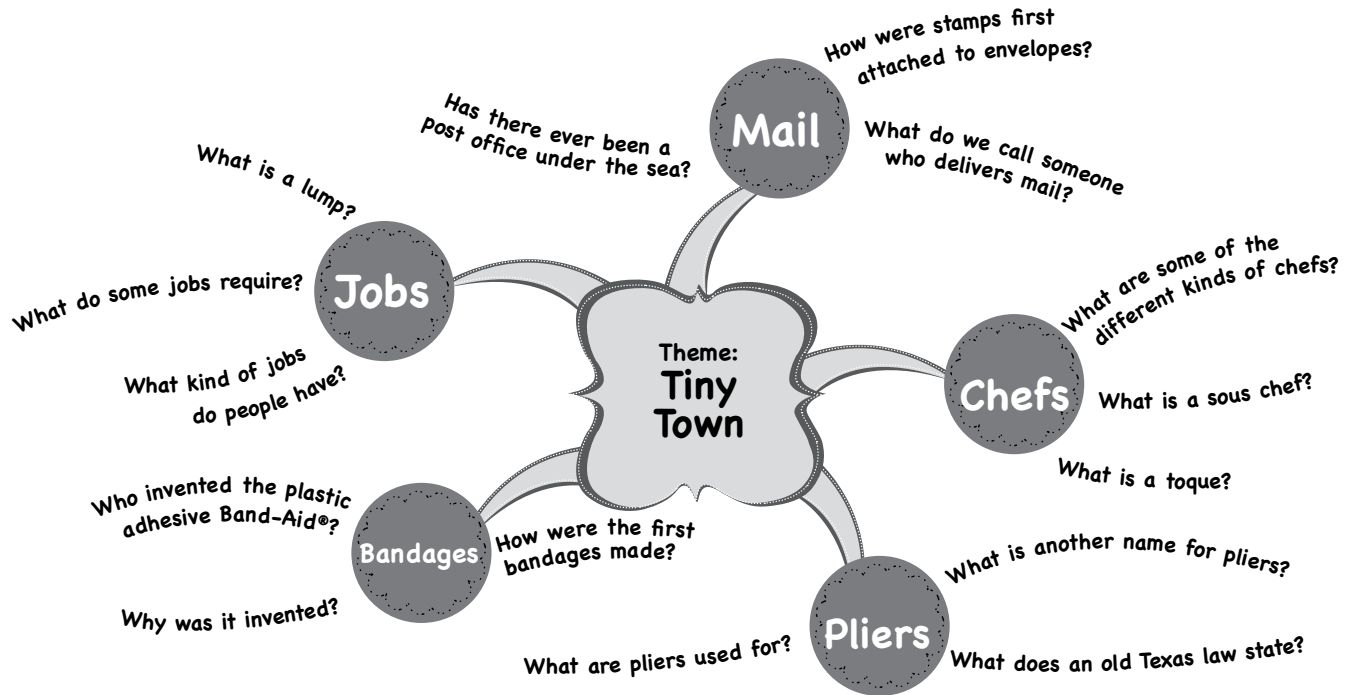 How were stamps first
attached to envelopes?
Mail
Has there ever been a
post office under the sea?
What do we call someone
who delivers mail?
What is a lump?
Jobs
What do some jobs require?
What kind of jobs
do people have?
Theme:
Tiny
Town
What are some of the
different kinds of chefs?
Chefs
What is a sous chef?
What is a toque?
Who invented the plastic
adhesive Band-Aid®?
Bandages
How were the first
bandages made?
Why was it invented?
What is another name for pliers?
Pliers
What are pliers used for?
What does an old Texas law state?